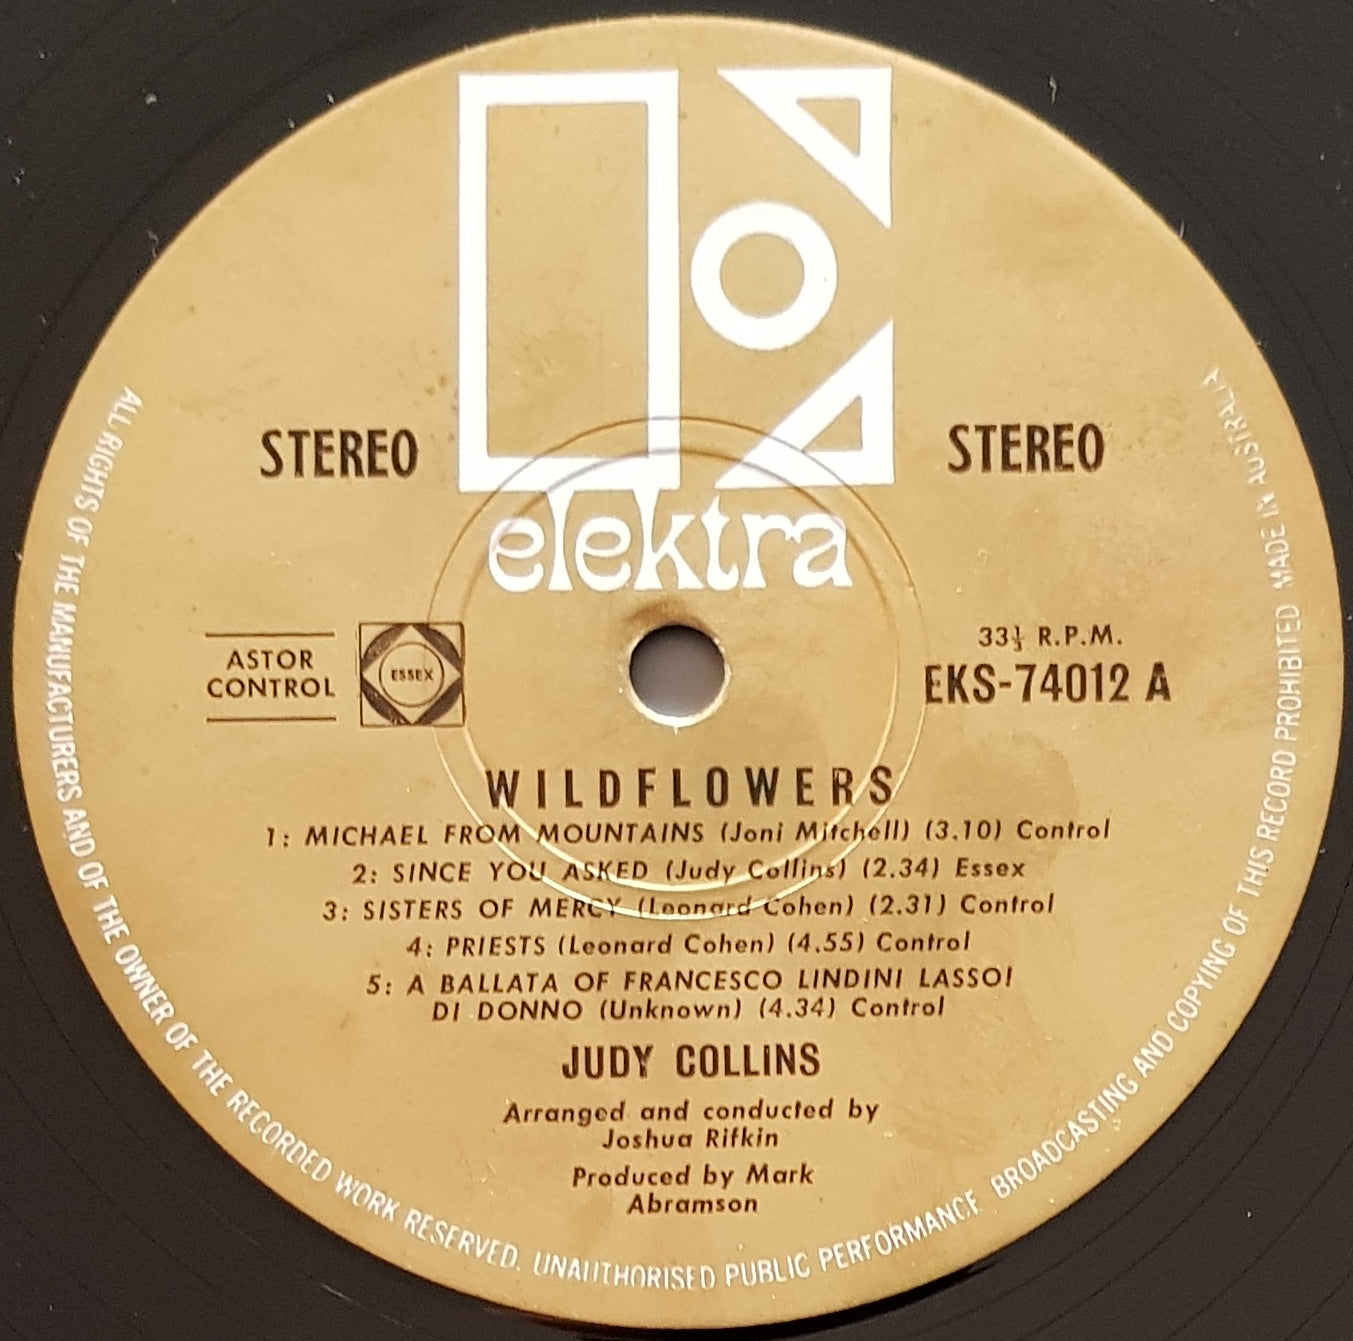 elektra
STEREO
STEREO
ASTOR
CONTROL
ESSEX
33⅓ R.P.M.
EKS-74012 A
WILDFLOWERS
1: MICHAEL FROM MOUNTAINS (Joni Mitchell) (3.10) Control
2: SINCE YOU ASKED (Judy Collins) (2.34) Essex
3: SISTERS OF MERCY (Leonard Cohen) (2.31) Control
4: PRIESTS (Leonard Cohen) (4.55) Control
5: A BALLATA OF FRANCESCO LINDINI LASSO!
DI DONNO (Unknown) (4.34) Control
JUDY COLLINS
Arranged and conducted by
Joshua Rifkin
Produced by Mark
Abramson
ALL RIGHTS OF THE MANUFACTURERS AND OF THE OWNER OF THE RECORDED WORK RESERVED. UNAUTHORISED PUBLIC PERFORMANCE BROADCASTING AND COPYING OF THIS RECORD PROHIBITED MADE IN AUSTRALIA